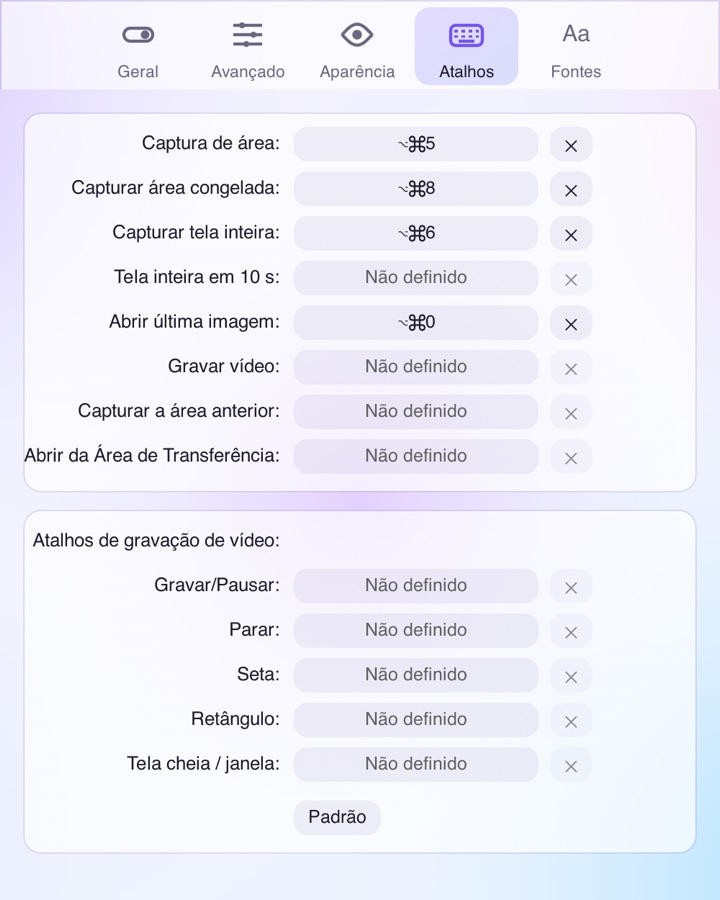 Geral
Avançado
Aparência
Atalhos
Aa
Fontes
Captura de área: ⌥⌘5
Capturar área congelada: ⌥⌘8
Capturar tela inteira: ⌥⌘6
Tela inteira em 10 s: Não definido
Abrir última imagem: ⌥⌘0
Gravar vídeo: Não definido
Capturar a área anterior: Não definido
Abrir da Área de Transferência: Não definido
Atalhos de gravação de vídeo:
Gravar/Pausar: Não definido
Parar: Não definido
Seta: Não definido
Retângulo: Não definido
Tela cheia / janela: Não definido
Padrão